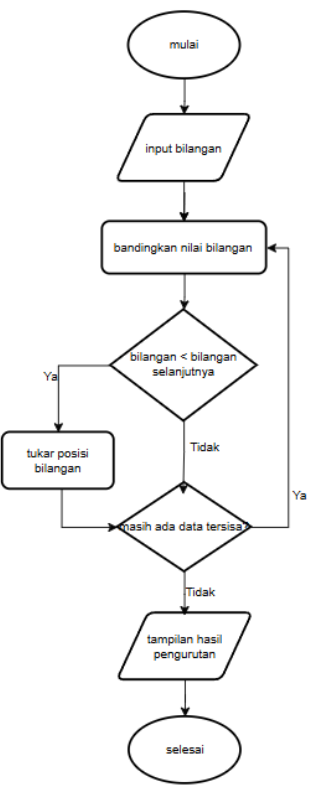 mulai
input bilangan
bandingkan nilai bilangan
bilangan < bilangan
selanjutnya
Ya
tukar posisi
bilangan
Tidak
masih ada data tersisa?
Ya
Tidak
tampilan hasil
pengurutan
selesai